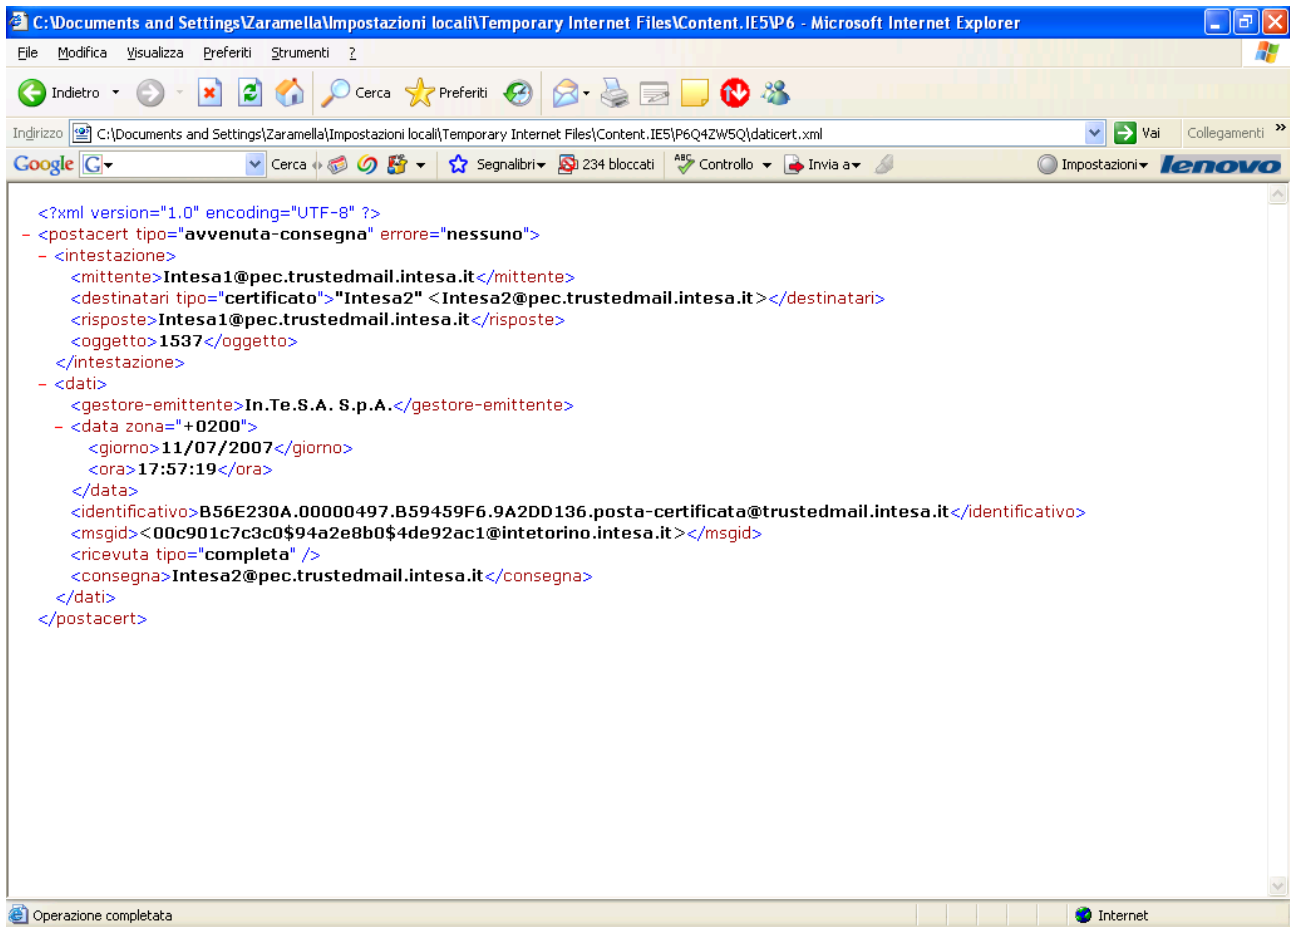 C:\Documents and Settings\Zaramella\Impostazioni locali\Temporary Internet Files\Content.IE5\P6 - Microsoft Internet Explorer
File Modifica Visualizza Preferiti Strumenti ?
Indietro Cerca Preferiti
Indirizzo C:\Documents and Settings\Zaramella\Impostazioni locali\Temporary Internet Files\Content.IE5\P6Q4ZW5Q\daticert.xml Vai Collegamenti »
Google G Cerca Segnalibri 234 bloccati ABC Controllo Invia a Impostazioni lenovo
<?xml version="1.0" encoding="UTF-8" ?>
- <postacert tipo="avvenuta-consegna" errore="nessuno">
- <intestazione>
<mittente>Intesa1@pec.trustedmail.intesa.it</mittente>
<destinatari tipo="certificato">"Intesa2" <Intesa2@pec.trustedmail.intesa.it></destinatari>
<risposte>Intesa1@pec.trustedmail.intesa.it</risposte>
<oggetto>1537</oggetto>
</intestazione>
- <dati>
<gestore-emittente>In.Te.S.A. S.p.A.</gestore-emittente>
- <data zona="+0200">
<giorno>11/07/2007</giorno>
<ora>17:57:19</ora>
</data>
<identificativo>B56E230A.00000497.B59459F6.9A2DD136.posta-certificata@trustedmail.intesa.it</identificativo>
<msgid><00c901c7c3c0$94a2e8b0$4de92ac1@intetorino.intesa.it></msgid>
<ricevuta tipo="completa" />
<consegna>Intesa2@pec.trustedmail.intesa.it</consegna>
</dati>
</postacert>
Operazione completata Internet